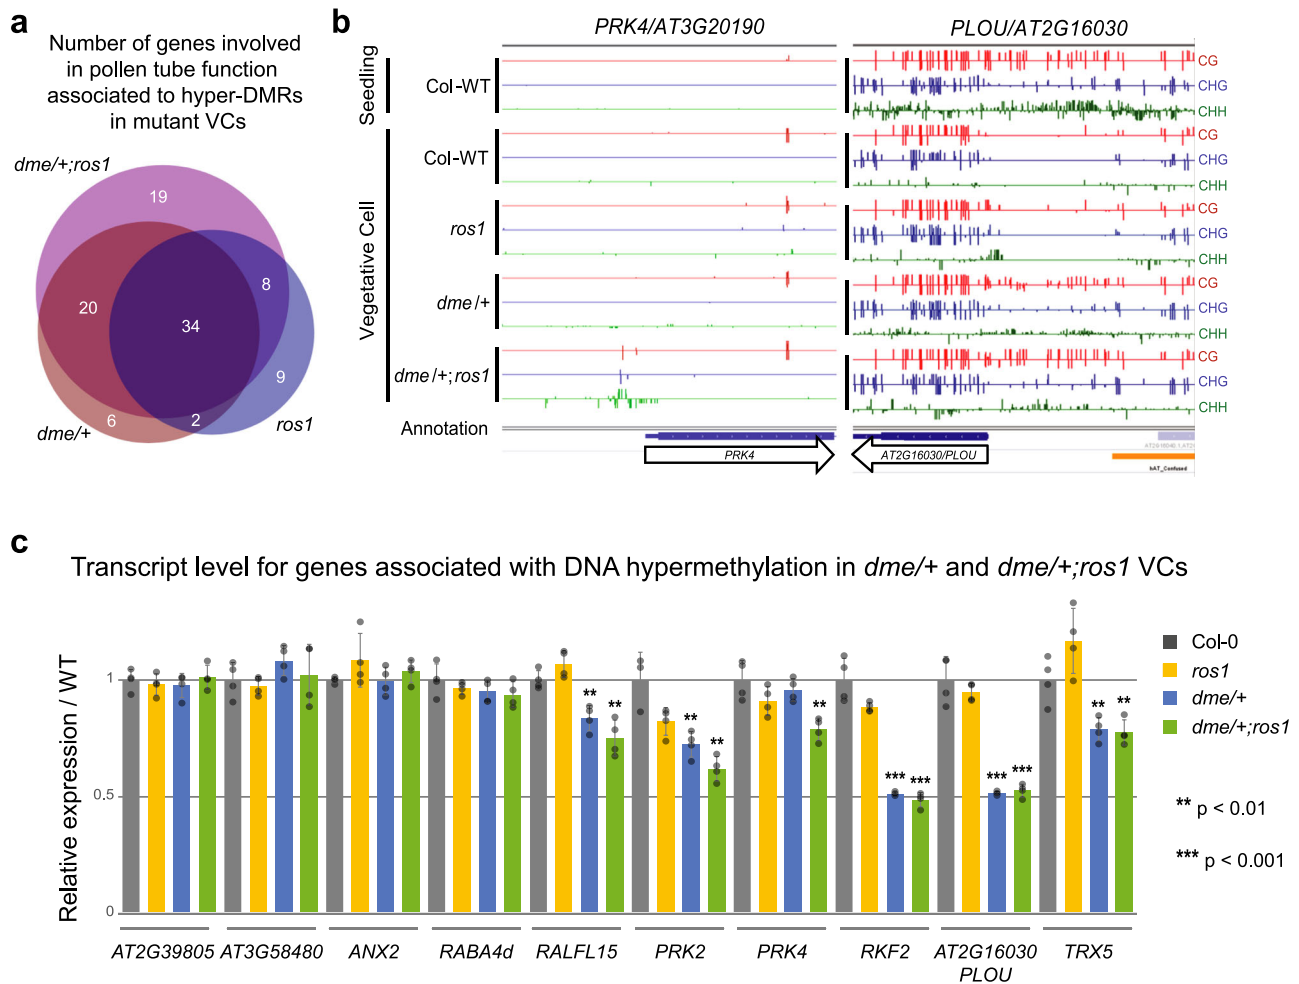 a
Number of genes involved
in pollen tube function
associated to hyper-DMRs
in mutant VCs
dme/+;ros1
19
20
8
34
9
6
2
dme/+
ros1
b
PRK4/AT3G20190
PLOU/AT2G16030
Seedling
Col-WT
CG
CHG
CHH
Vegetative Cell
Col-WT
CG
CHG
CHH
ros1
CG
CHG
CHH
dme/+
CG
CHG
CHH
dme/+;ros1
CG
CHG
CHH
Annotation
PRK4
AT2G16030/PLOU
bAT_Confused
c
Transcript level for genes associated with DNA hypermethylation in dme/+ and dme/+;ros1 VCs
Relative expression / WT
1
0.5
0
** ** ** ** ** *** *** *** *** ** **
Col-0
ros1
dme/+
dme/+;ros1
** p < 0.01
*** p < 0.001
AT2G39805 AT3G58480 ANX2 RABA4d RALFL15 PRK2 PRK4 RKF2 AT2G16030 TRX5
PLOU